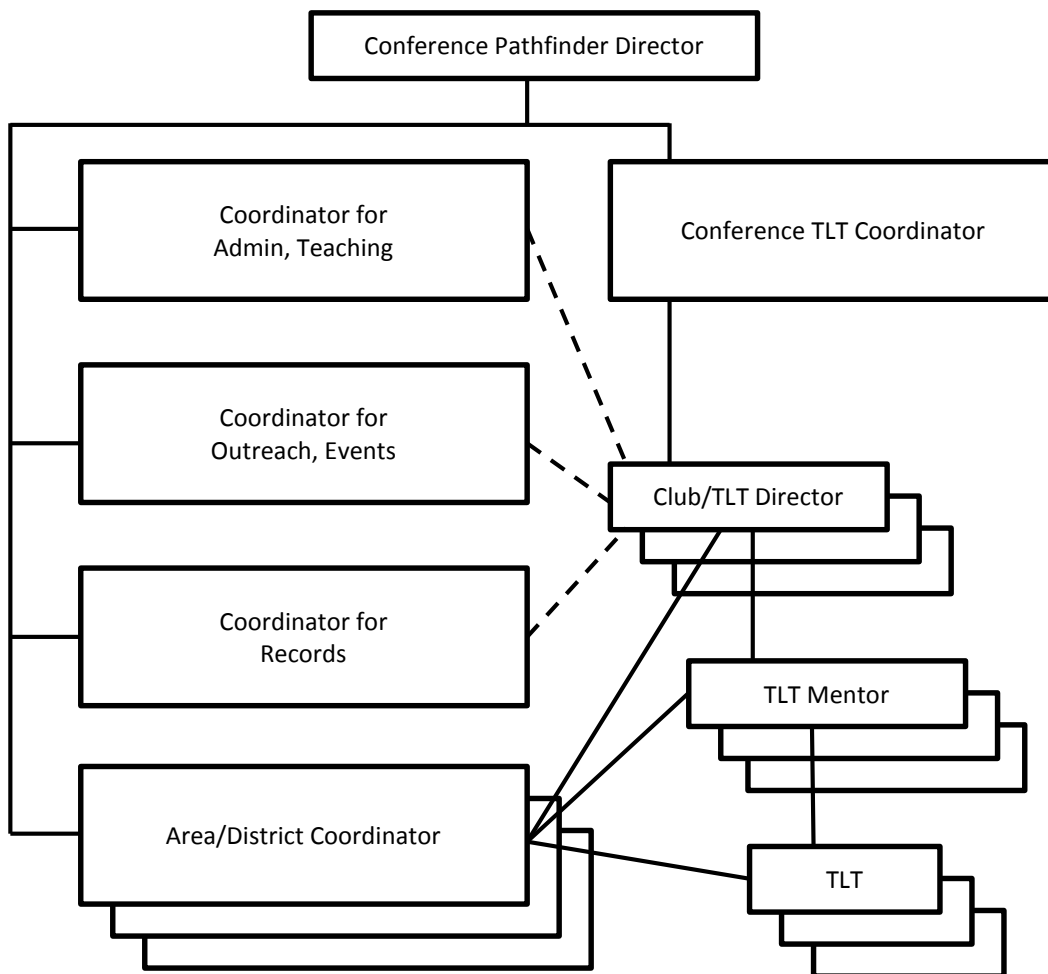 Conference Pathfinder Director
Coordinator for
Admin, Teaching
Conference TLT Coordinator
Coordinator for
Outreach, Events
Club/TLT Director
Coordinator for
Records
TLT Mentor
Area/District Coordinator
TLT